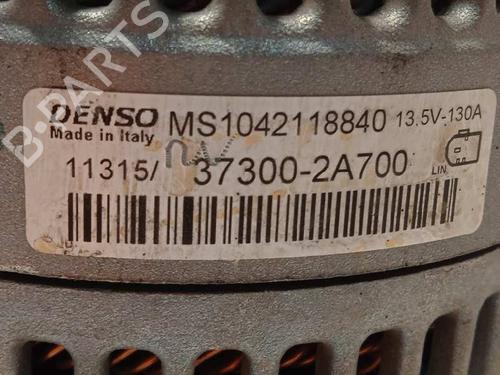 DENSO MS1042118840 13.5V-130A
Made in Italy
11315/ 37300-2A700 LIN
B-PARTS